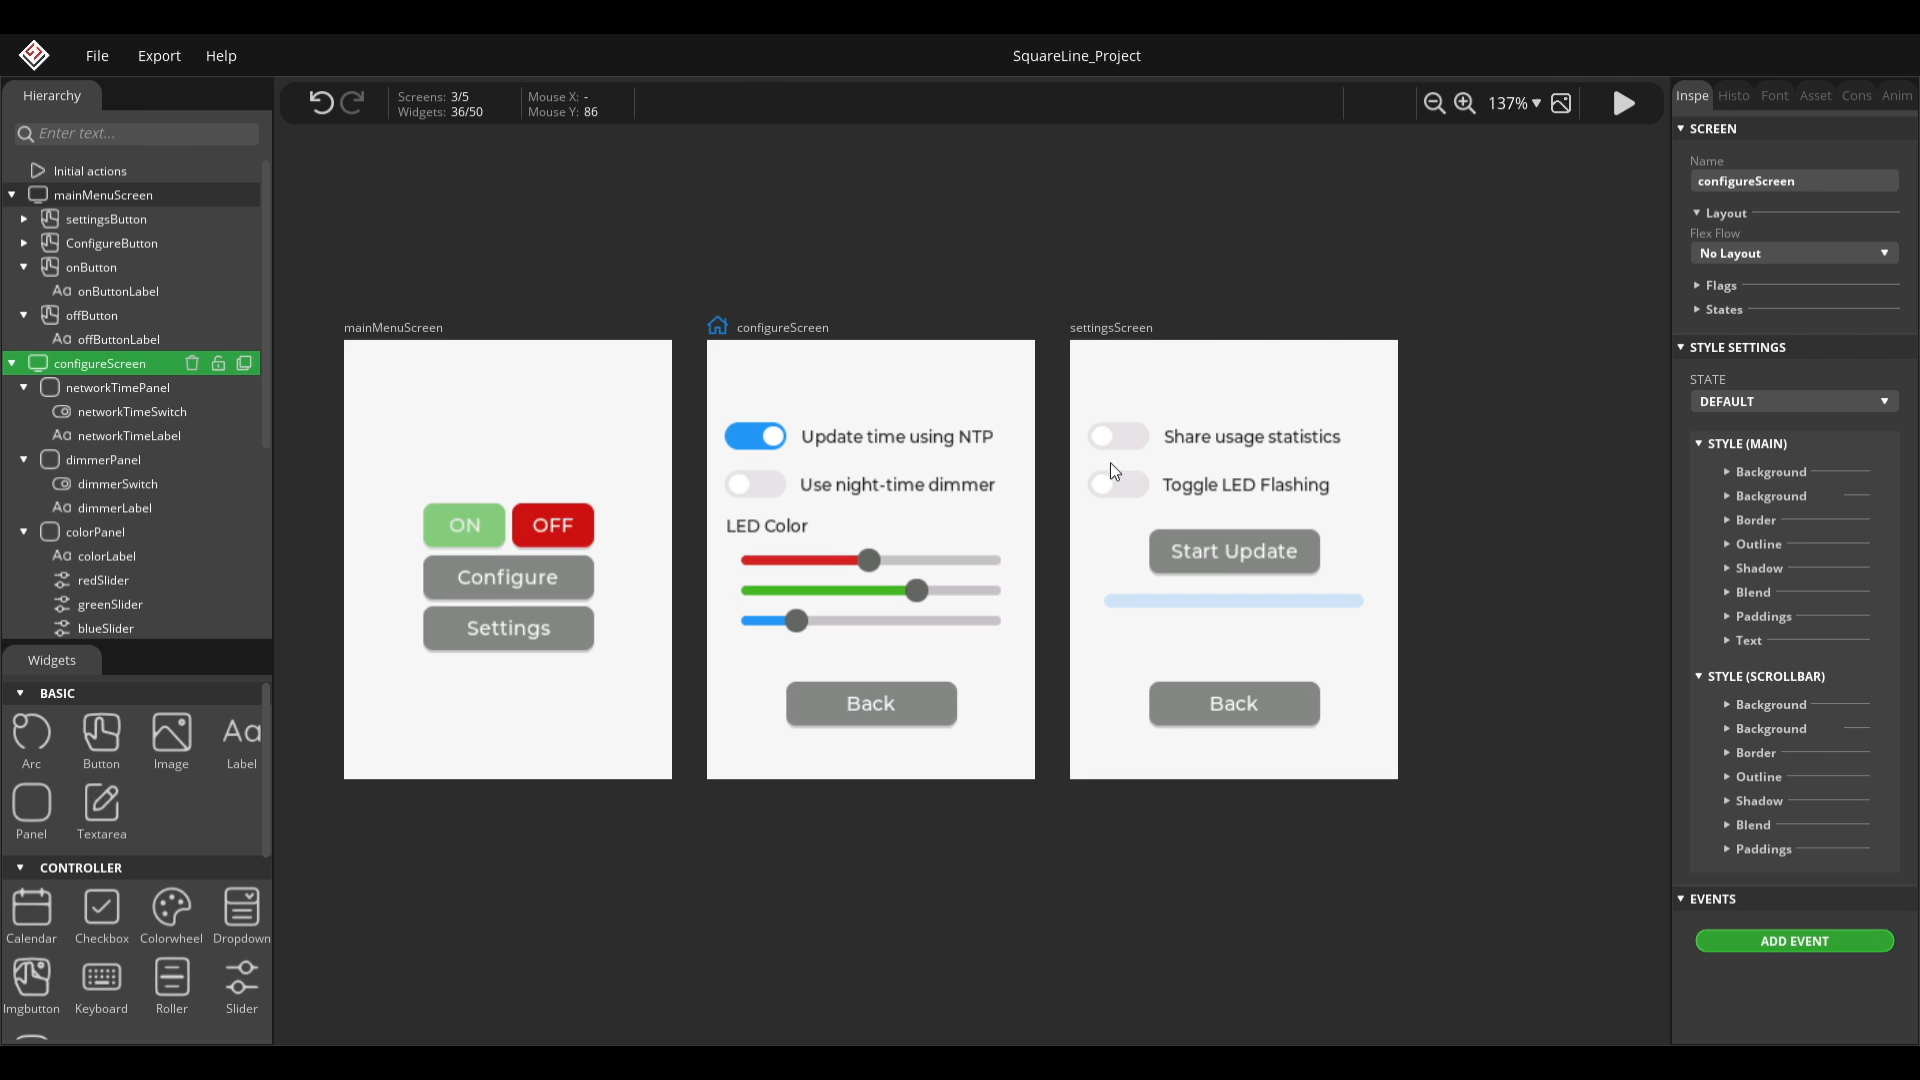 File Export Help
SquareLine_Project
Hierarchy
Enter text...
Initial actions
mainMenuScreen
settingsButton
ConfigureButton
onButton
onButtonLabel
offButton
offButtonLabel
configureScreen
networkTimePanel
networkTimeSwitch
networkTimeLabel
dimmerPanel
dimmerSwitch
dimmerLabel
colorPanel
colorLabel
redSlider
greenSlider
blueSlider
Widgets
BASIC
Arc Button Image Label
Panel Textarea
CONTROLLER
Calendar Checkbox Colorwheel Dropdown
Imgbutton Keyboard Roller Slider
Screens: 3/5
Widgets: 36/50
Mouse X: -
Mouse Y: 86
137%
mainMenuScreen
ON OFF
Configure
Settings
configureScreen
Update time using NTP
Use night-time dimmer
LED Color
Back
settingsScreen
Share usage statistics
Toggle LED Flashing
Start Update
Back
Inspe Histo Font Asset Cons Anim
SCREEN
Name
configureScreen
Layout
Flex Flow
No Layout
Flags
States
STYLE SETTINGS
STATE
DEFAULT
STYLE (MAIN)
Background
Background
Border
Outline
Shadow
Blend
Paddings
Text
STYLE (SCROLLBAR)
Background
Background
Border
Outline
Shadow
Blend
Paddings
EVENTS
ADD EVENT